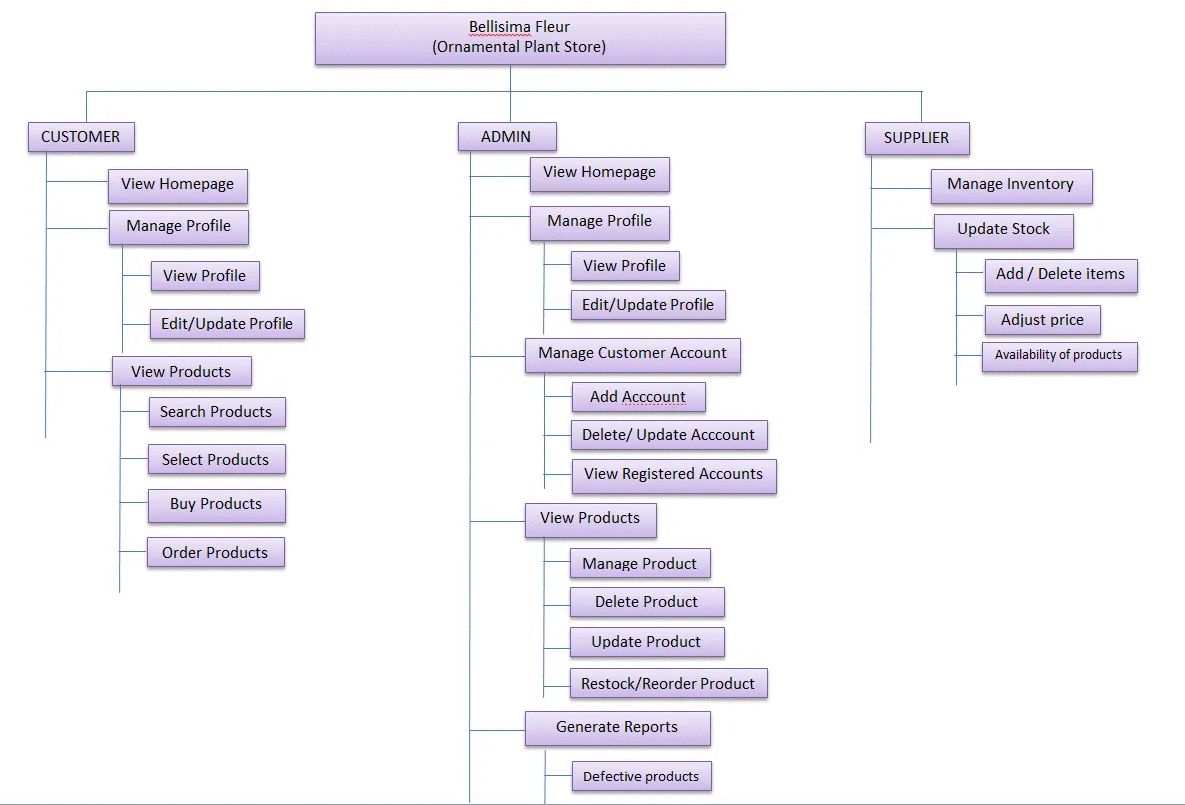 Bellisima Fleur
(Ornamental Plant Store)
CUSTOMER
View Homepage
Manage Profile
View Profile
Edit/Update Profile
View Products
Search Products
Select Products
Buy Products
Order Products
ADMIN
View Homepage
Manage Profile
View Profile
Edit/Update Profile
Manage Customer Account
Add Acccount
Delete/ Update Acccount
View Registered Accounts
View Products
Manage Product
Delete Product
Update Product
Restock/Reorder Product
Generate Reports
Defective products
SUPPLIER
Manage Inventory
Update Stock
Add / Delete items
Adjust price
Availability of products